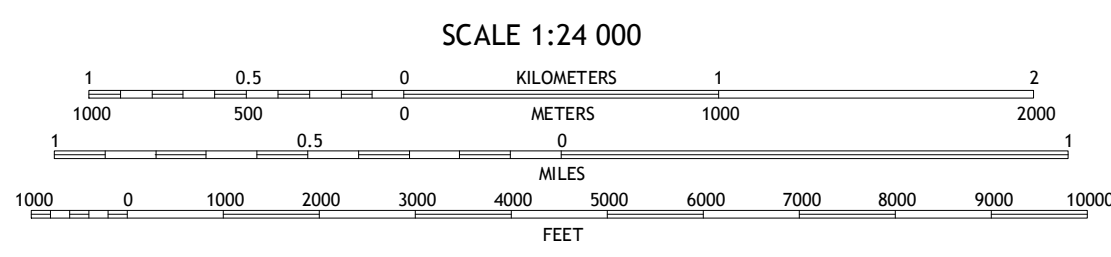 SCALE 1:24 000
1 0.5 0 KILOMETERS 1 2
1000 500 0 METERS 1000 2000
1 0.5 0 1
MILES
1000 0 1000 2000 3000 4000 5000 6000 7000 8000 9000 10000
FEET